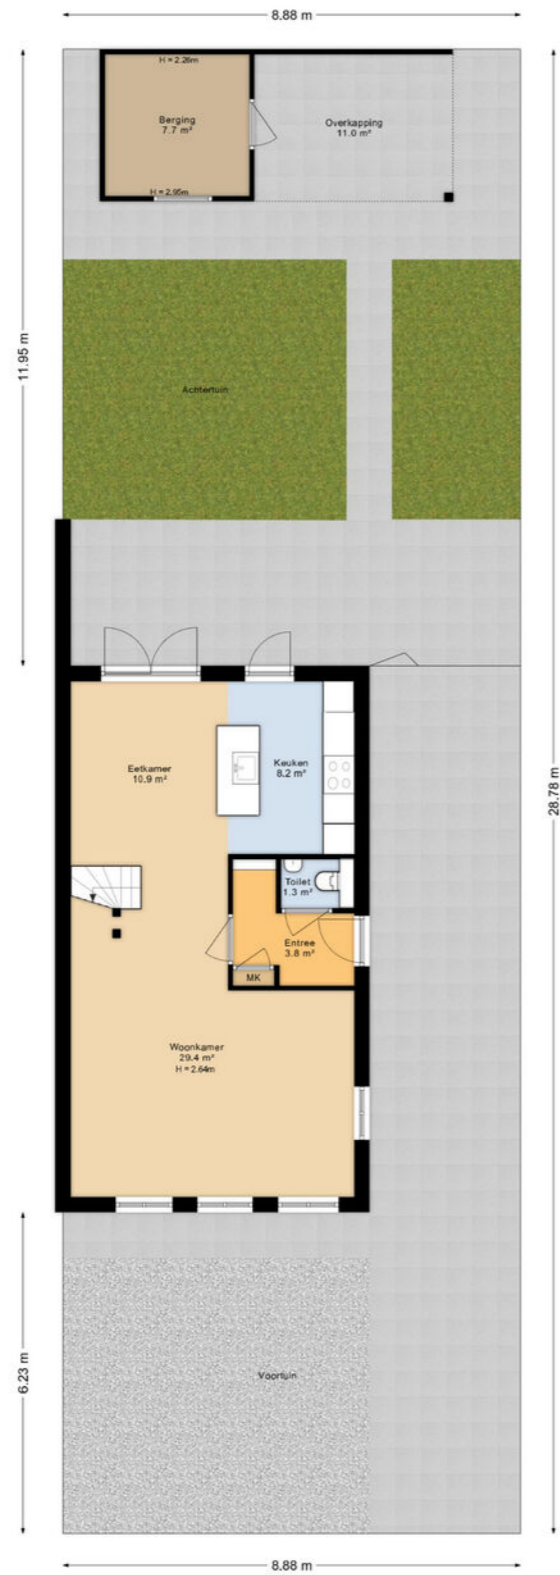 8.88 m
H = 2.26m
Berging
7.7 m²
Overkapping
11.0 m²
H = 2.95m
11.95 m
Achtertuin
28.78 m
Eetkamer
10.9 m²
Keuken
8.2 m²
Toilet
1.3 m²
Entree
3.8 m²
MK
Woonkamer
29.4 m²
H = 2.64m
6.23 m
Voortuin
8.88 m